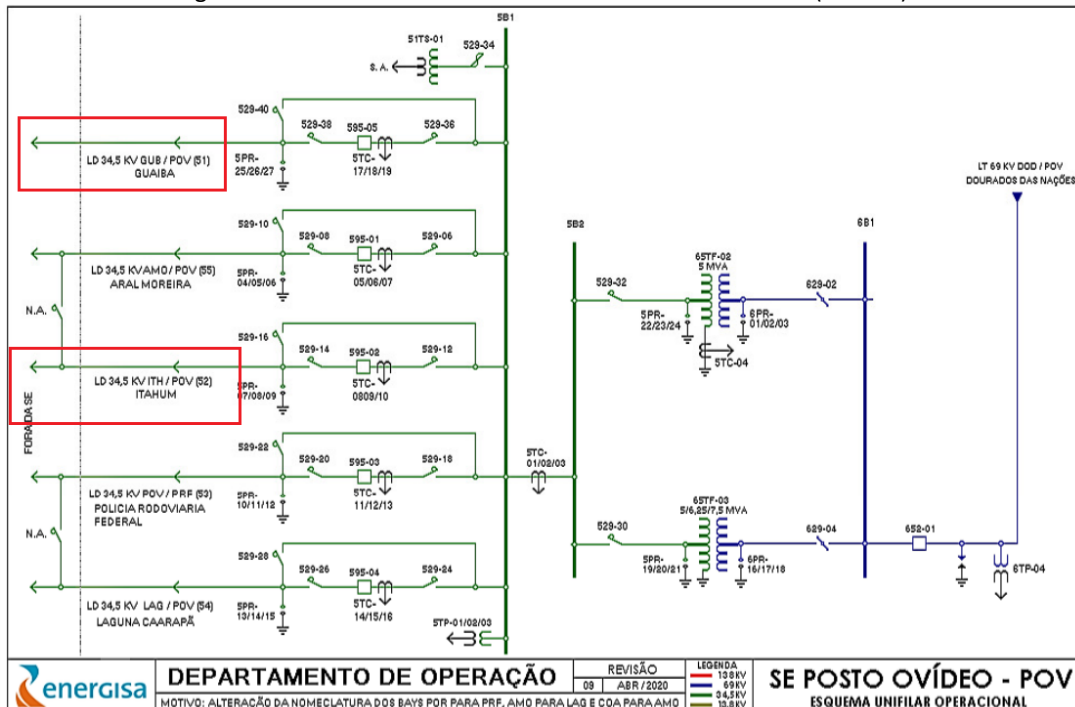 5B1
51TS-01
529-34
S. A.
529-40
529-38
595-05
529-36
LD 34,5 KV GUB / POV (51)
GUAIBA
5PR-
25/26/27
5TC-
17/18/19
LT 69 KV DOD / POV
DOURADOS DAS NAÇÕES
529-10
529-08
595-01
529-06
5B2
6B1
LD 34,5 KV AMO / POV (55)
ARAL MOREIRA
5PR-
04/05/06
5TC-
05/06/07
65TF-02
5 MVA
529-32
629-02
N.A.
5PR-
22/23/24
6PR-
01/02/03
529-16
529-14
595-02
529-12
5TC-04
LD 34,5 KV ITH / POV (52)
ITAHUM
5PR-
07/08/09
5TC-
0809/10
FORA DA SE
529-22
529-20
595-03
529-18
5TC-
01/02/03
LD 34,5 KV POV / PRF (53)
POLICIA RODOVIARIA
FEDERAL
5PR-
10/11/12
5TC-
11/12/13
65TF-03
5/6,25/7,5 MVA
N.A.
529-30
629-04
652-01
529-28
529-26
595-04
529-24
5PR-
19/20/21
6PR-
16/17/18
6TP-04
LD 34,5 KV LAG / POV (54)
LAGUNA CAARAPÃ
5PR-
13/14/15
5TC-
14/15/16
5TP-01/02/03
energisa
DEPARTAMENTO DE OPERAÇÃO
REVISÃO
09 ABR / 2020
LEGENDA
138KV
69KV
34,5KV
13,8KV
SE POSTO OVÍDEO - POV
ESQUEMA UNIFILAR OPERACIONAL
MOTIVO: ALTERAÇÃO DA NOMECLATURA DOS BAYS POR PARA PRF, AMO PARA LAG E COA PARA AMO